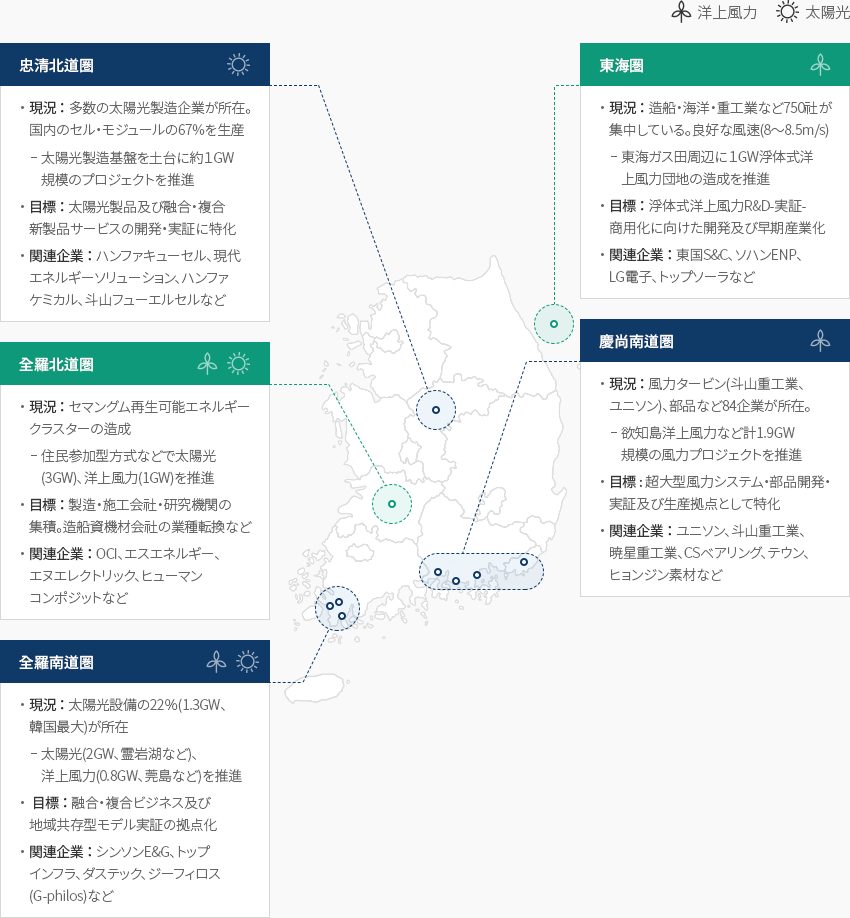 洋上風力 太陽光
忠清北道圏
・現況：多数の太陽光製造企業が所在。
国内のセル・モジュールの67%を生産
− 太陽光製造基盤を土台に約1GW
規模のプロジェクトを推進
・目標：太陽光製品及び融合・複合
新製品サービスの開発・実証に特化
・関連企業：ハンファキューセル、現代
エネルギーソリューション、ハンファ
ケミカル、斗山フューエルセルなど
全羅北道圏
・現況：セマングム再生可能エネルギー
クラスターの造成
− 住民参加型方式などで太陽光
(3GW)、洋上風力(1GW)を推進
・目標：製造・施工会社・研究機関の
集積。造船資機材会社の業種転換など
・関連企業：OCI、エスエネルギー、
エヌエレクトリック、ヒューマン
コンポジットなど
全羅南道圏
・現況：太陽光設備の22%(1.3GW、
韓国最大)が所在
− 太陽光(2GW、霊岩湖など)、
洋上風力(0.8GW、莞島など)を推進
・目標：融合・複合ビジネス及び
地域共存型モデル実証の拠点化
・関連企業：シンソンE&G、トップ
インフラ、ダステック、ジーフィロス
(G-philos)など
東海圏
・現況：造船・海洋・重工業など750社が
集中している。良好な風速(8〜8.5m/s)
− 東海ガス田周辺に1GW浮体式洋
上風力団地の造成を推進
・目標：浮体式洋上風力R&D-実証-
商用化に向けた開発及び早期産業化
・関連企業：東国S&C、ソハンENP、
LG電子、トップソーラなど
慶尚南道圏
・現況：風力タービン(斗山重工業、
ユニソン)、部品など84企業が所在。
− 欲知島洋上風力など計1.9GW
規模の風力プロジェクトを推進
・目標：超大型風力システム・部品開発・
実証及び生産拠点として特化
・関連企業：ユニソン、斗山重工業、
暁星重工業、CSベアリング、テウン、
ヒョンジン素材など